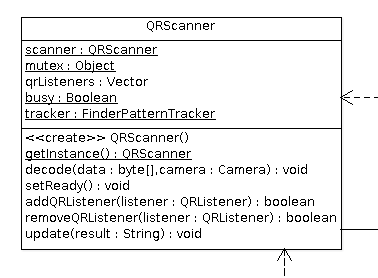 QRScanner
scanner : QRScanner
mutex : Object
qrListeners : Vector
busy : Boolean
tracker : FinderPatternTracker
<<create>> QRScanner()
getInstance() : QRScanner
decode(data : byte[],camera : Camera) : void
setReady() : void
addQRListener(listener : QRListener) : boolean
removeQRListener(listener : QRListener) : boolean
update(result : String) : void